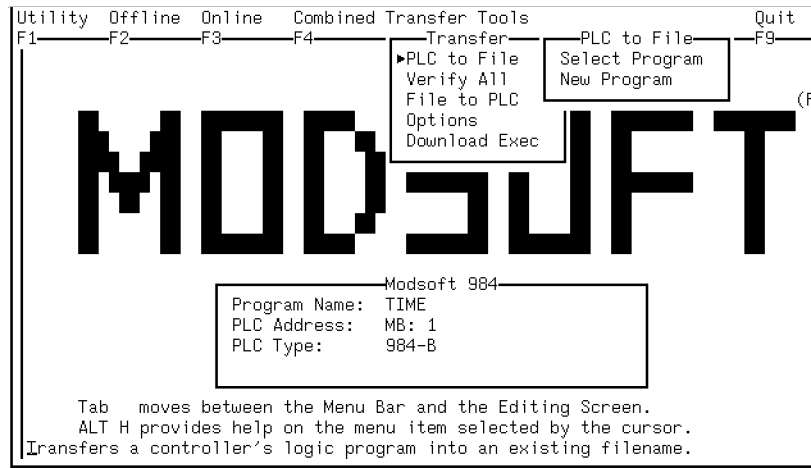 Utility Offline Online Combined Transfer Tools Quit
F1 F2 F3 F4 Transfer PLC to File F9
PLC to File Select Program
Verify All New Program
File to PLC
Options
Download Exec
MODSOFT
Modsoft 984
Program Name: TIME
PLC Address: MB: 1
PLC Type: 984-B
Tab moves between the Menu Bar and the Editing Screen.
ALT H provides help on the menu item selected by the cursor.
Transfers a controller's logic program into an existing filename.